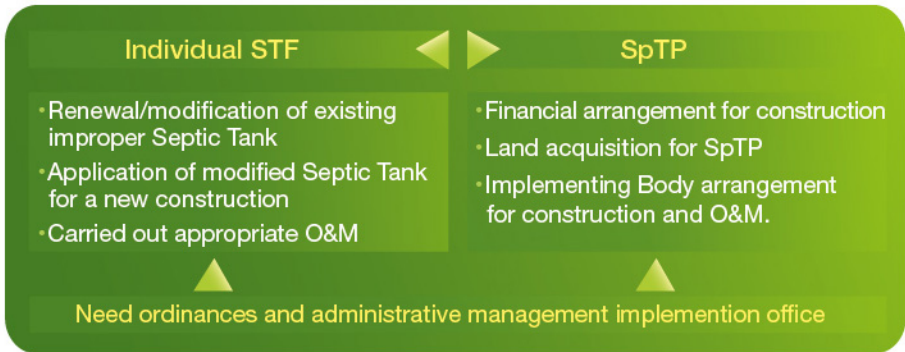 Individual STF
SpTP
•Renewal/modification of existing
improper Septic Tank
•Application of modified Septic Tank
for a new construction
•Carried out appropriate O&M
•Financial arrangement for construction
•Land acquisition for SpTP
•Implementing Body arrangement
for construction and O&M.
Need ordinances and administrative management implemention office